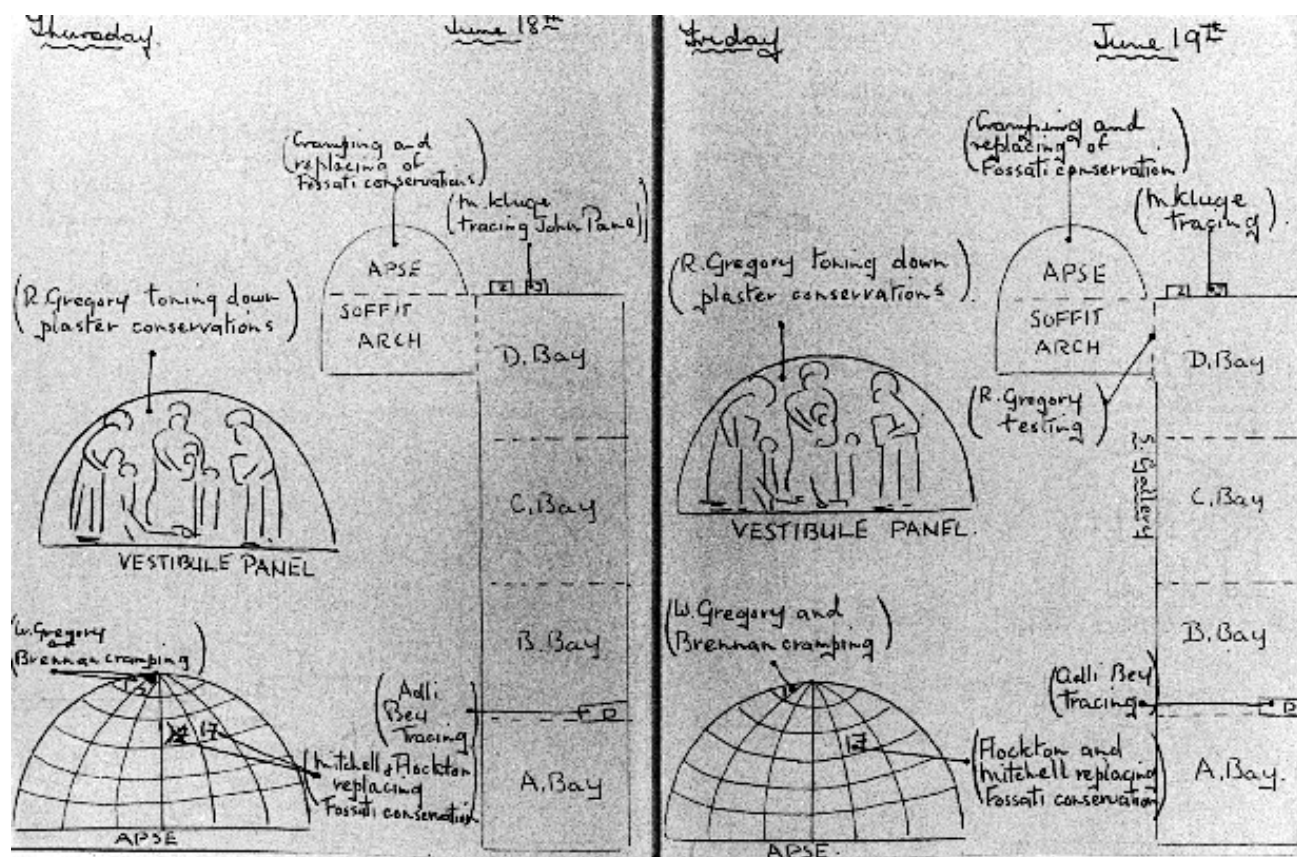 Thursday.
June 18th
(Cramping and
replacing of
Fossati conservations)
(M. Kluge
tracing John Panel)
APSE
SOFFIT
ARCH
(R. Gregory toning down
plaster conservations)
VESTIBULE PANEL
D. Bay
C. Bay
B. Bay
A. Bay
(W. Gregory
and
Brennan cramping)
(Adli
Bey
Tracing)
D
17
(Mitchell & Flockton
replacing
Fossati conservation)
APSE
Friday
June 19th
(Cramping and
replacing of
Fossati conservation)
(M Kluge
tracing)
APSE
SOFFIT
ARCH
(R. Gregory toning down
plaster conservations)
(R. Gregory
testing)
VESTIBULE PANEL.
S. Gallery
D. Bay
C. Bay
B. Bay
A. Bay.
(W. Gregory and
Brennan cramping)
(Adli Bey
Tracing)
D
17
(Flockton and
Mitchell replacing
Fossati conservation)
APSE.